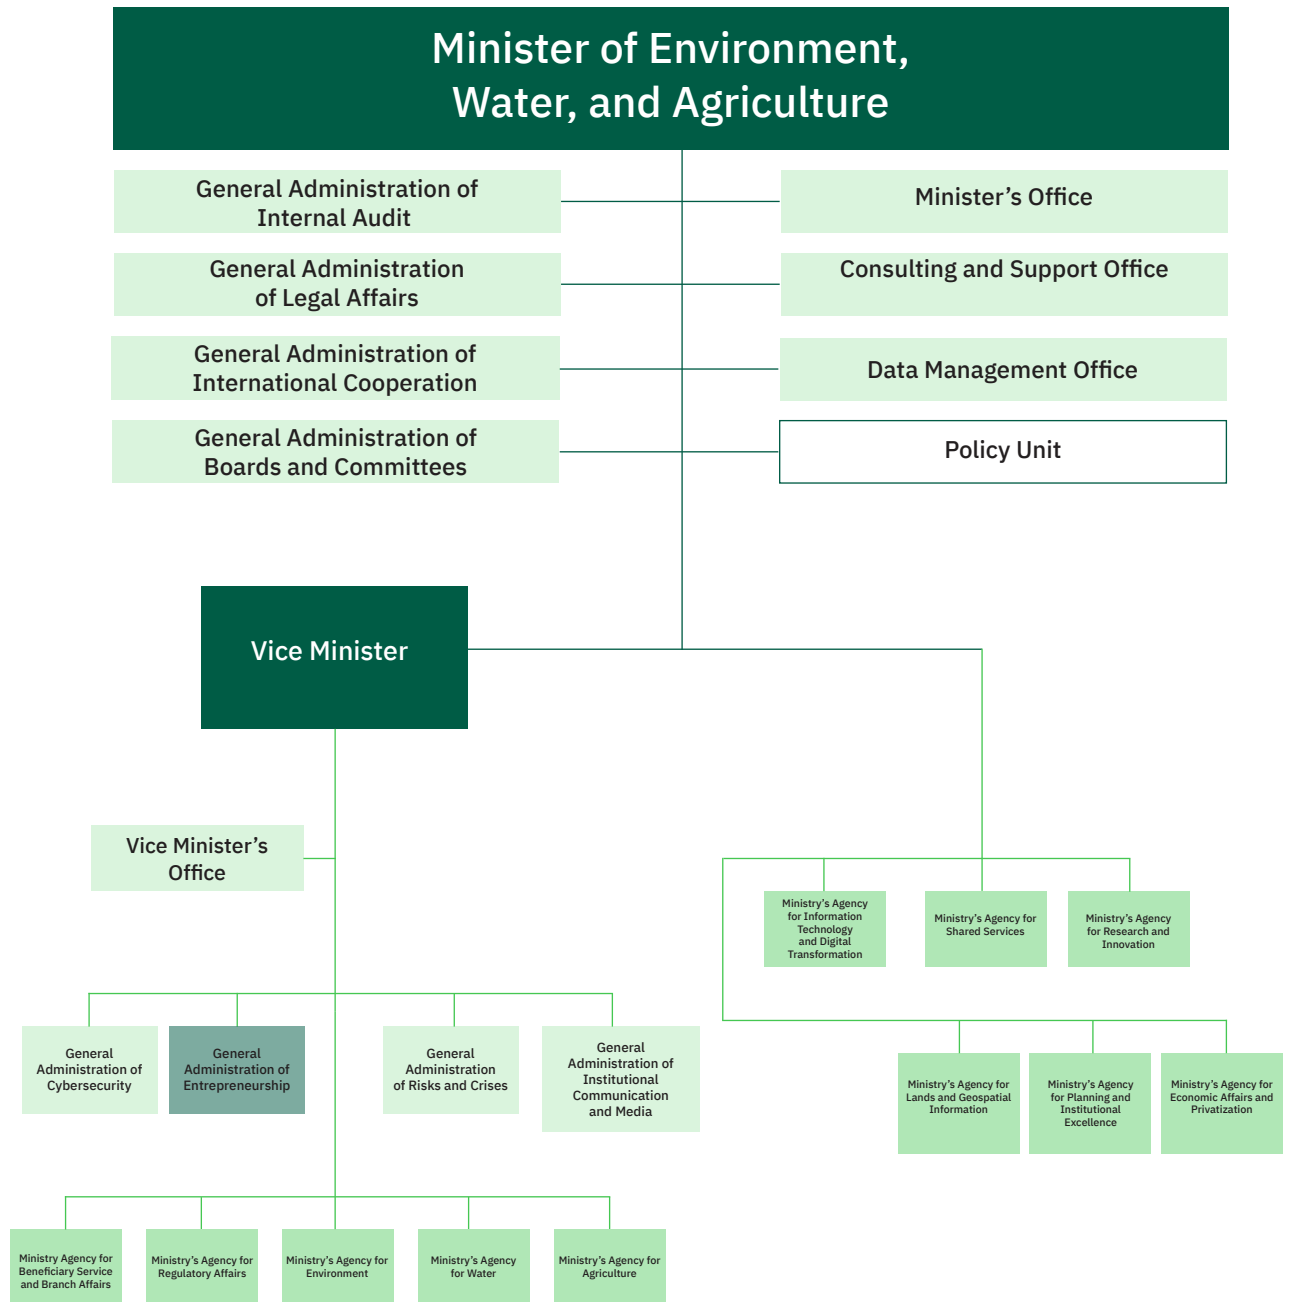 Minister of Environment,
Water, and Agriculture
General Administration of
Internal Audit
Minister’s Office
General Administration
of Legal Affairs
Consulting and Support Office
General Administration of
International Cooperation
Data Management Office
General Administration of
Boards and Committees
Policy Unit
Vice Minister
Vice Minister’s
Office
Ministry’s Agency
for Information
Technology
and Digital
Transformation
Ministry’s Agency for
Shared Services
Ministry’s Agency
for Research and
Innovation
General
Administration of
Cybersecurity
General
Administration of
Entrepreneurship
General
Administration
of Risks and Crises
General
Administration of
Institutional
Communication
and Media
Ministry’s Agency for
Lands and Geospatial
Information
Ministry’s Agency
for Planning and
Institutional
Excellence
Ministry’s Agency for
Economic Affairs and
Privatization
Ministry Agency for
Beneficiary Service
and Branch Affairs
Ministry’s Agency for
Regulatory Affairs
Ministry’s Agency for
Environment
Ministry’s Agency
for Water
Ministry’s Agency for
Agriculture